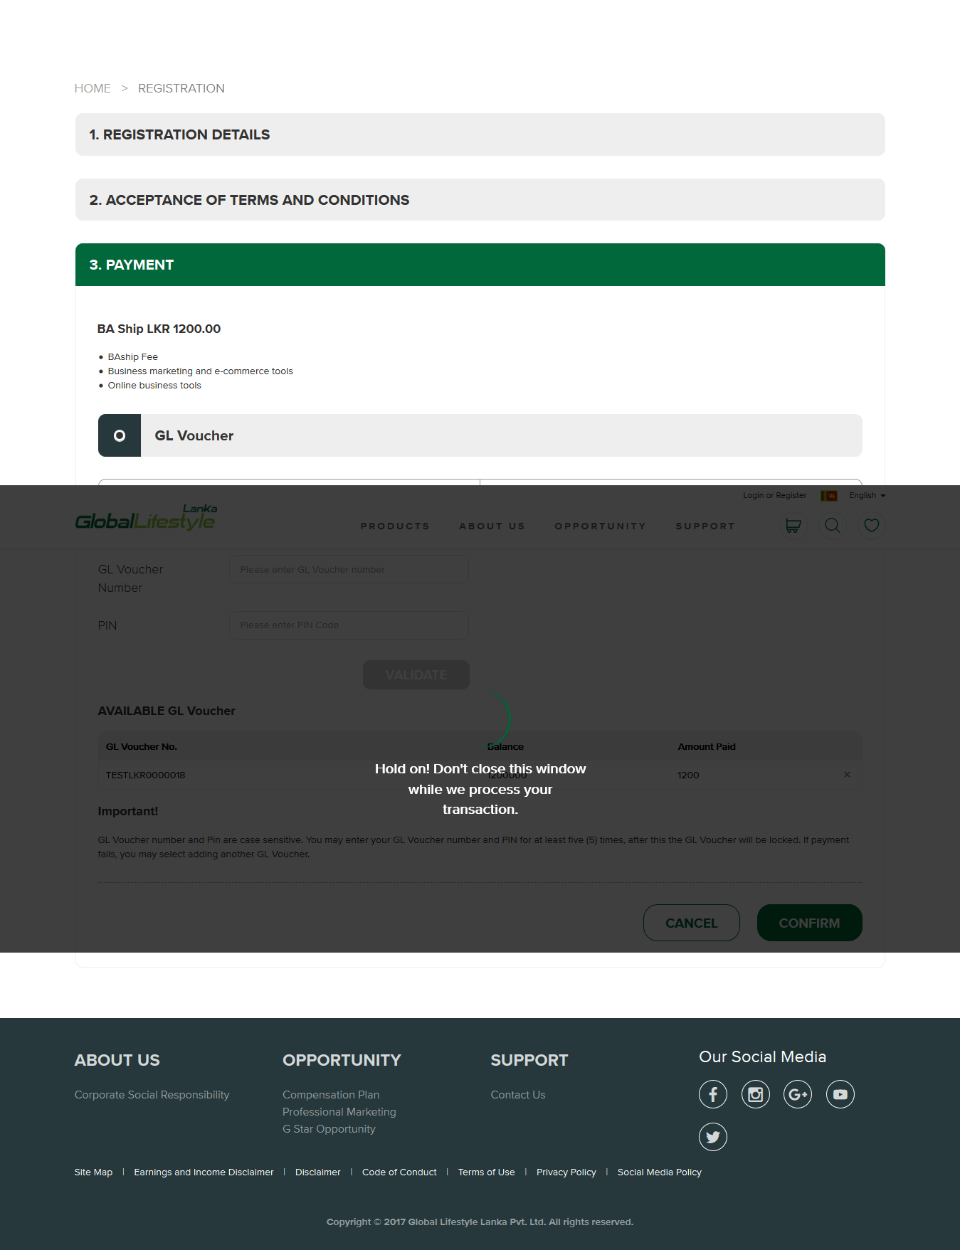 HOME > REGISTRATION
1. REGISTRATION DETAILS
2. ACCEPTANCE OF TERMS AND CONDITIONS
3. PAYMENT
BA Ship LKR 1200.00
• BAship Fee
• Business marketing and e-commerce tools
• Online business tools
GL Voucher
Login or Register English
Lanka
GlobalLifestyle
PRODUCTS ABOUT US OPPORTUNITY SUPPORT
GL Voucher
Number
Please enter GL Voucher number
PIN
Please enter PIN Code
VALIDATE
AVAILABLE GL Voucher
GL Voucher No. Balance Amount Paid
TESTLKR0000018 1200000 1200 ×
Hold on! Don't close this window
while we process your
transaction.
Important!
GL Voucher number and Pin are case sensitive. You may enter your GL Voucher number and PIN for at least five (5) times, after this the GL Voucher will be locked. If payment
fails, you may select adding another GL Voucher.
CANCEL CONFIRM
ABOUT US
Corporate Social Responsibility
OPPORTUNITY
Compensation Plan
Professional Marketing
G Star Opportunity
SUPPORT
Contact Us
Our Social Media
Site Map | Earnings and Income Disclaimer | Disclaimer | Code of Conduct | Terms of Use | Privacy Policy | Social Media Policy
Copyright © 2017 Global Lifestyle Lanka Pvt. Ltd. All rights reserved.